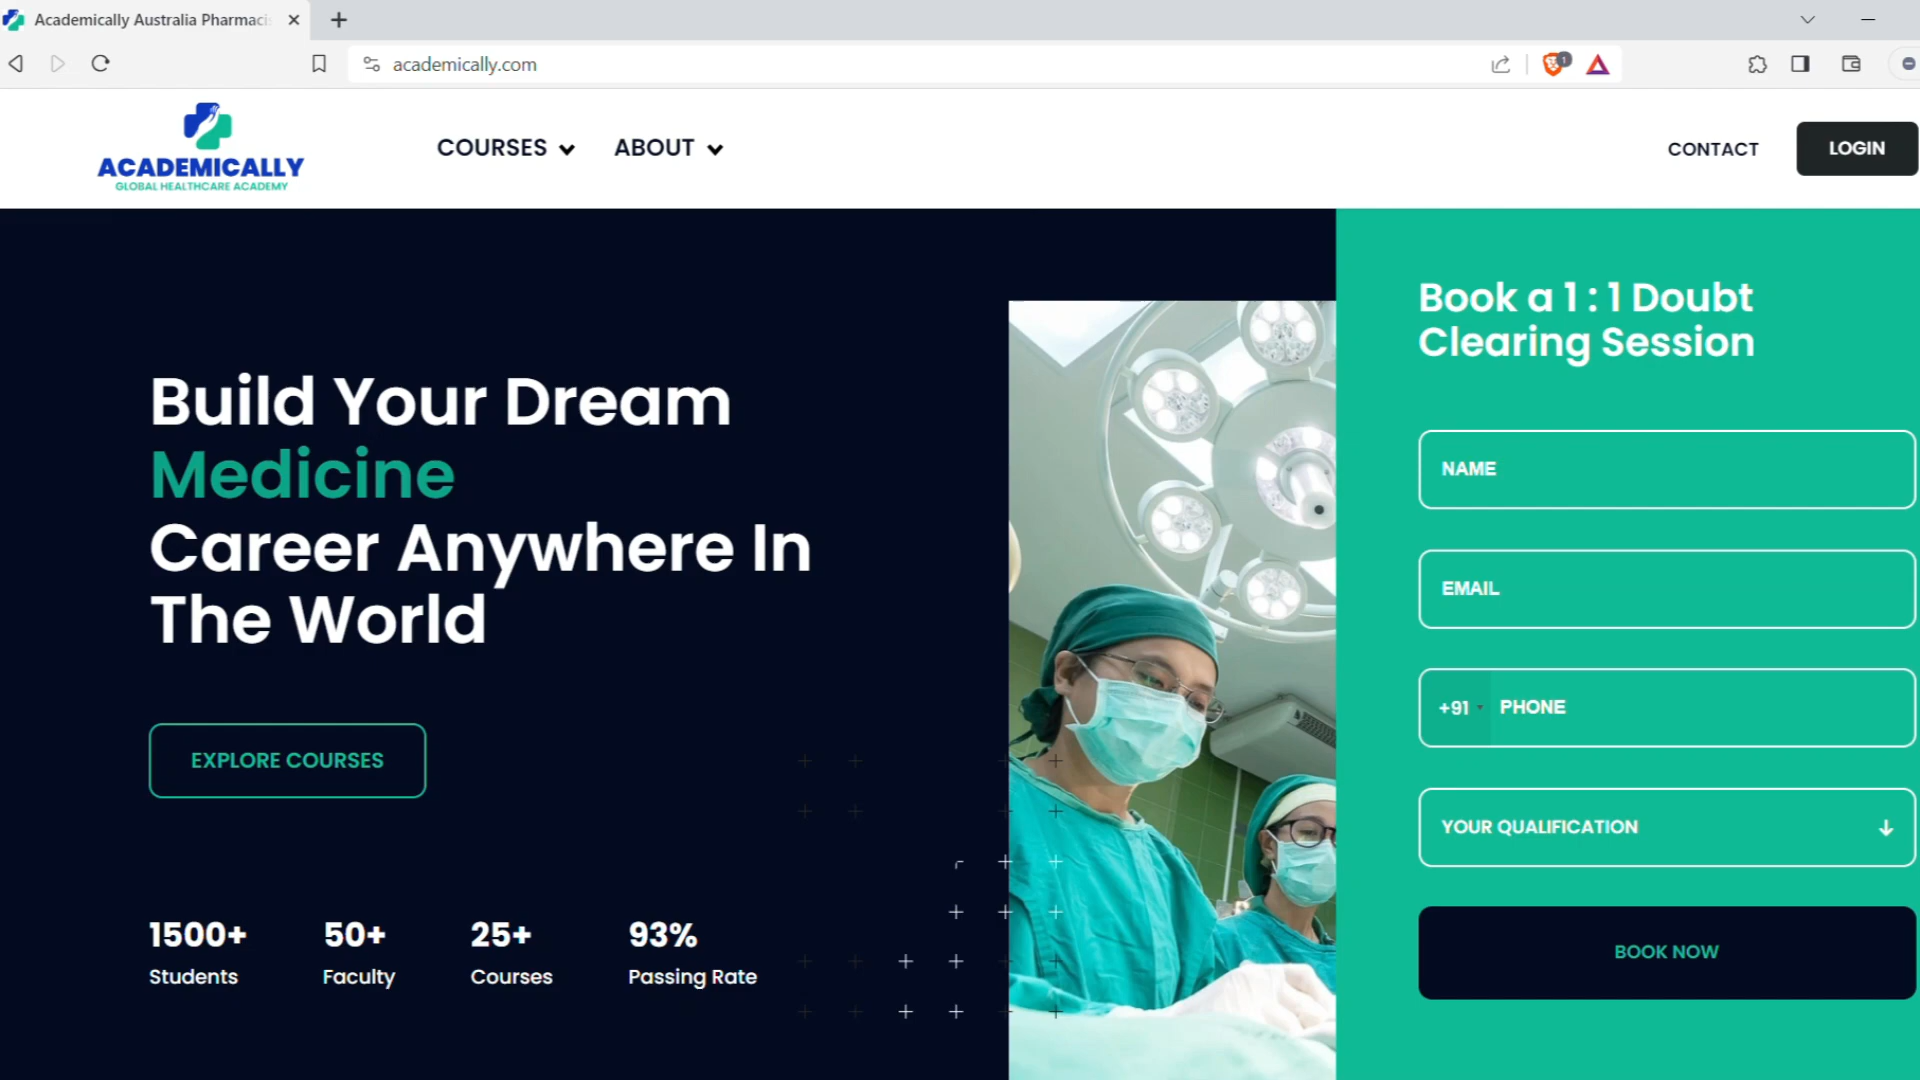 Academically Australia Pharmaci
academically.com
1
ACADEMICALLY
GLOBAL HEALTHCARE ACADEMY
COURSES
ABOUT
CONTACT
LOGIN
Build Your Dream
Medicine
Career Anywhere In
The World
EXPLORE COURSES
1500+
Students
50+
Faculty
25+
Courses
93%
Passing Rate
Book a 1 : 1 Doubt
Clearing Session
NAME
EMAIL
+91 PHONE
YOUR QUALIFICATION
BOOK NOW